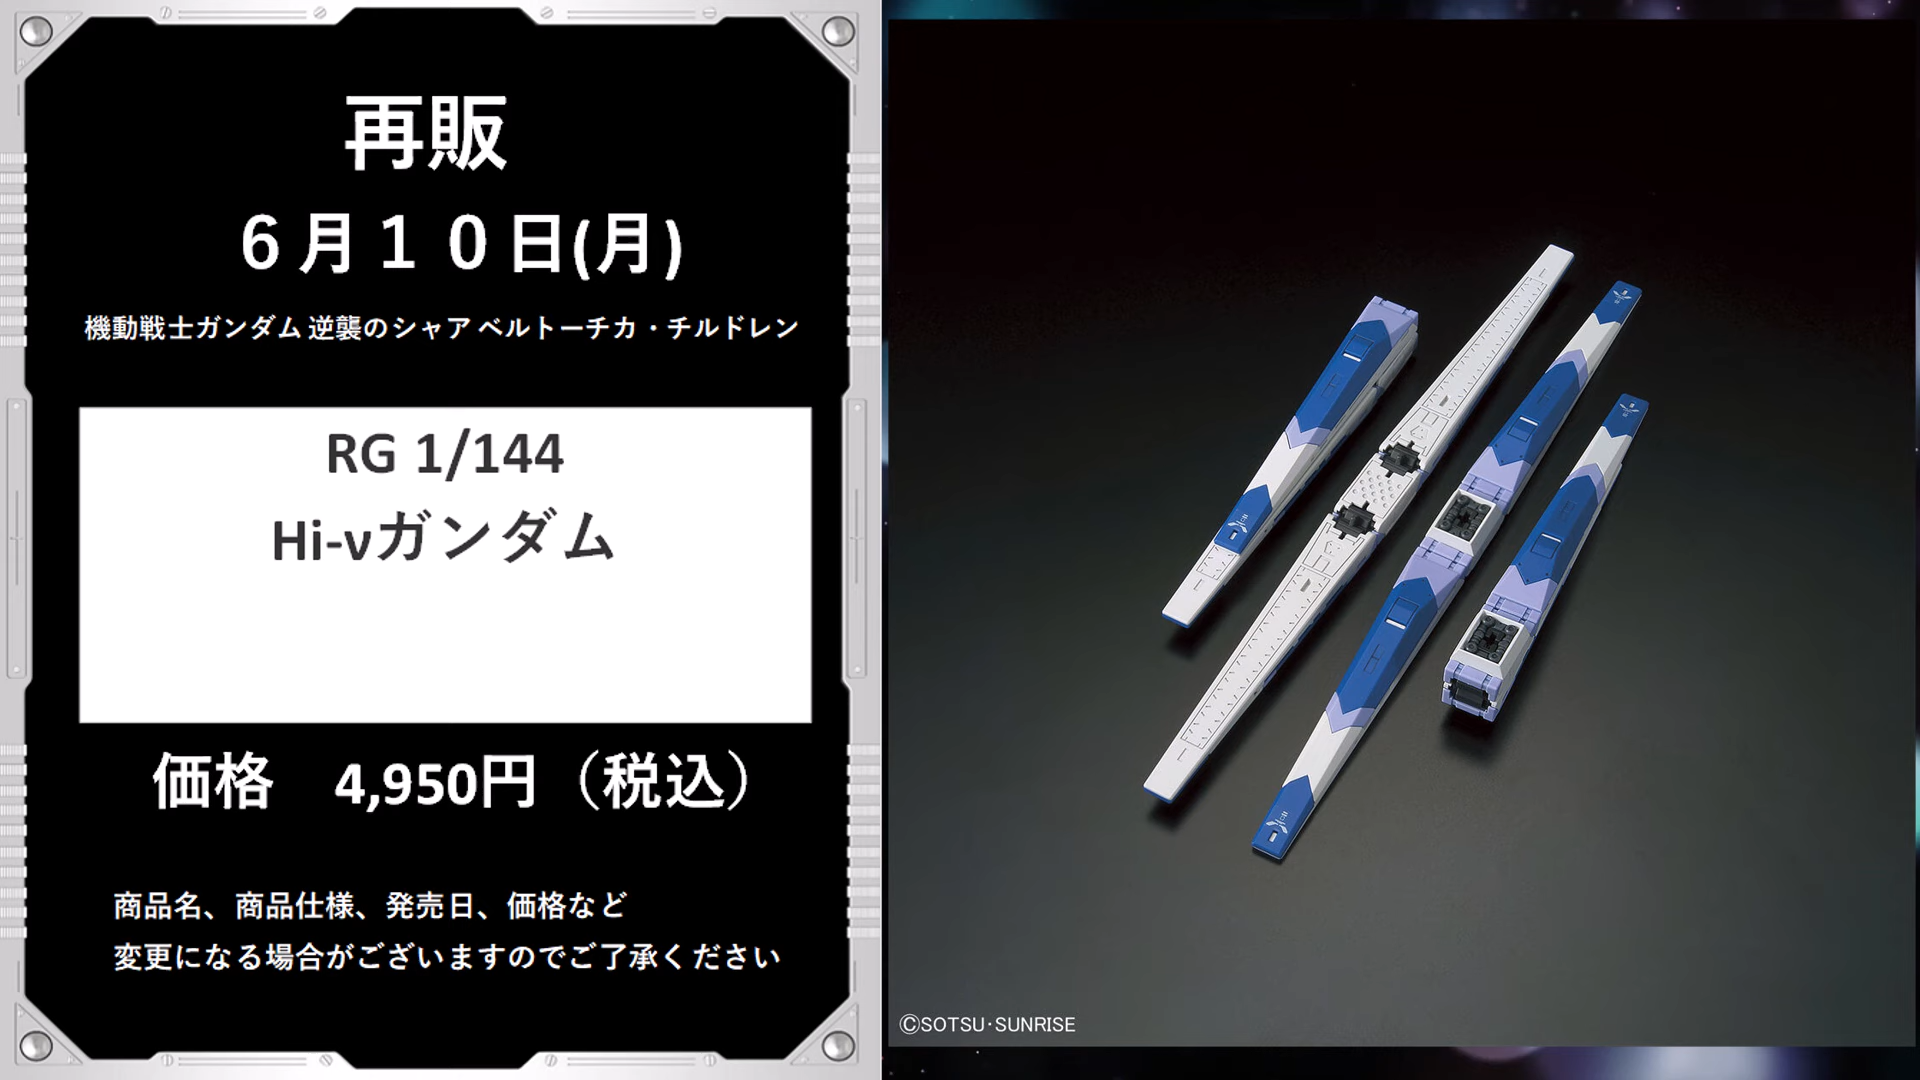 再販
６月１０日(月)
機動戦士ガンダム 逆襲のシャア ベルトーチカ・チルドレン
RG 1/144
Hi-νガンダム
価格　4,950円（税込）
商品名、商品仕様、発売日、価格など
変更になる場合がございますのでご了承ください
©SOTSU・SUNRISE